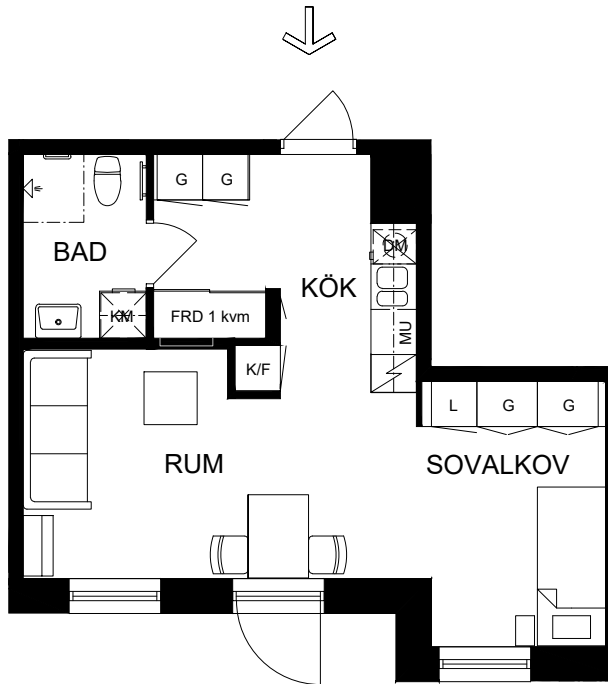 G G
DM
BAD
KÖK
KM
FRD 1 kvm
MU
K/F
L G G
RUM
SOVALKOV